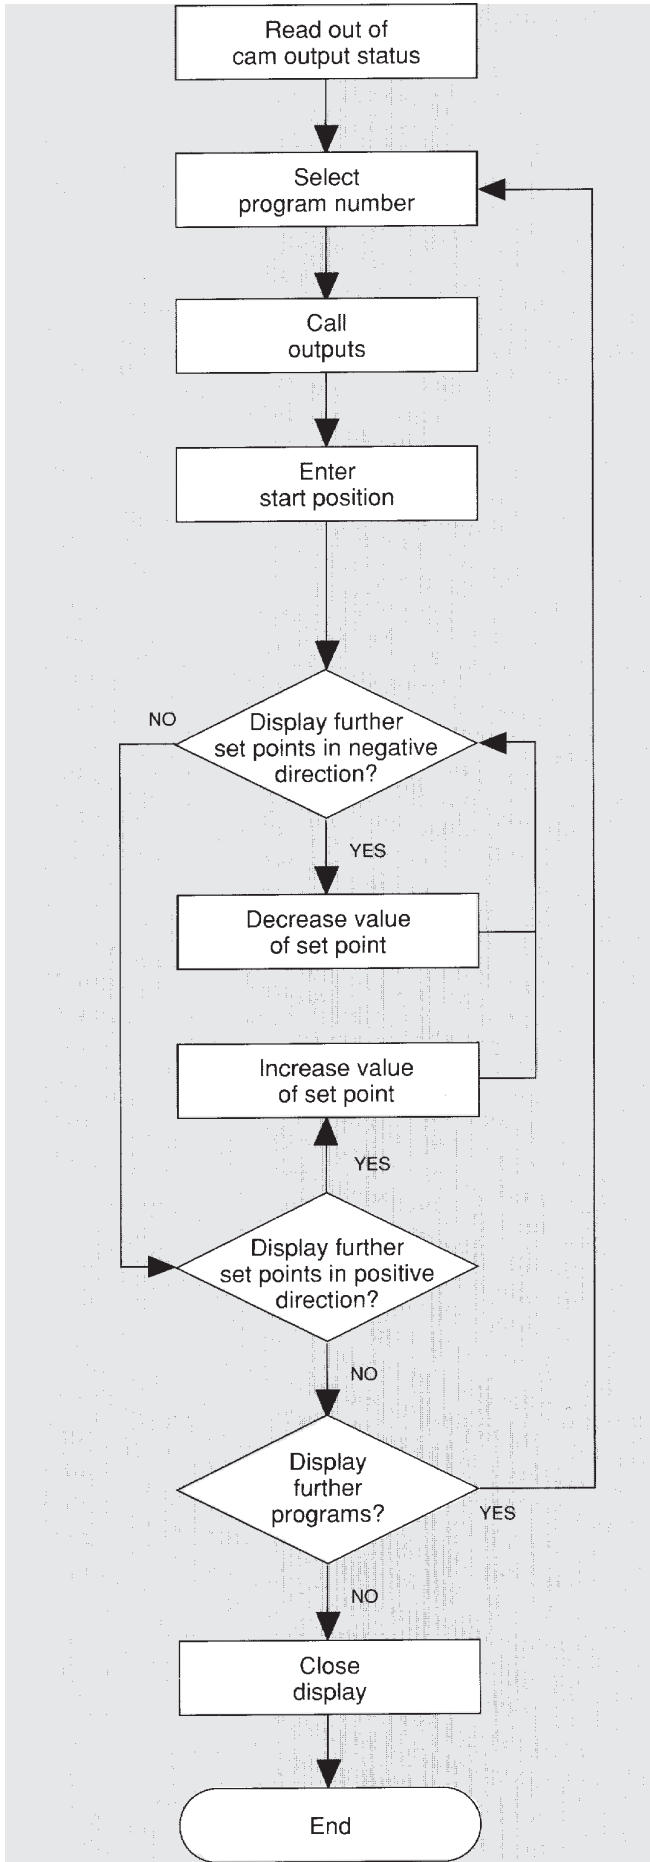 Read out of
cam output status
Select
program number
Call
outputs
Enter
start position
NO
Display further
set points in negative
direction?
YES
Decrease value
of set point
Increase value
of set point
YES
Display further
set points in positive
direction?
NO
Display
further
programs?
YES
NO
Close
display
End